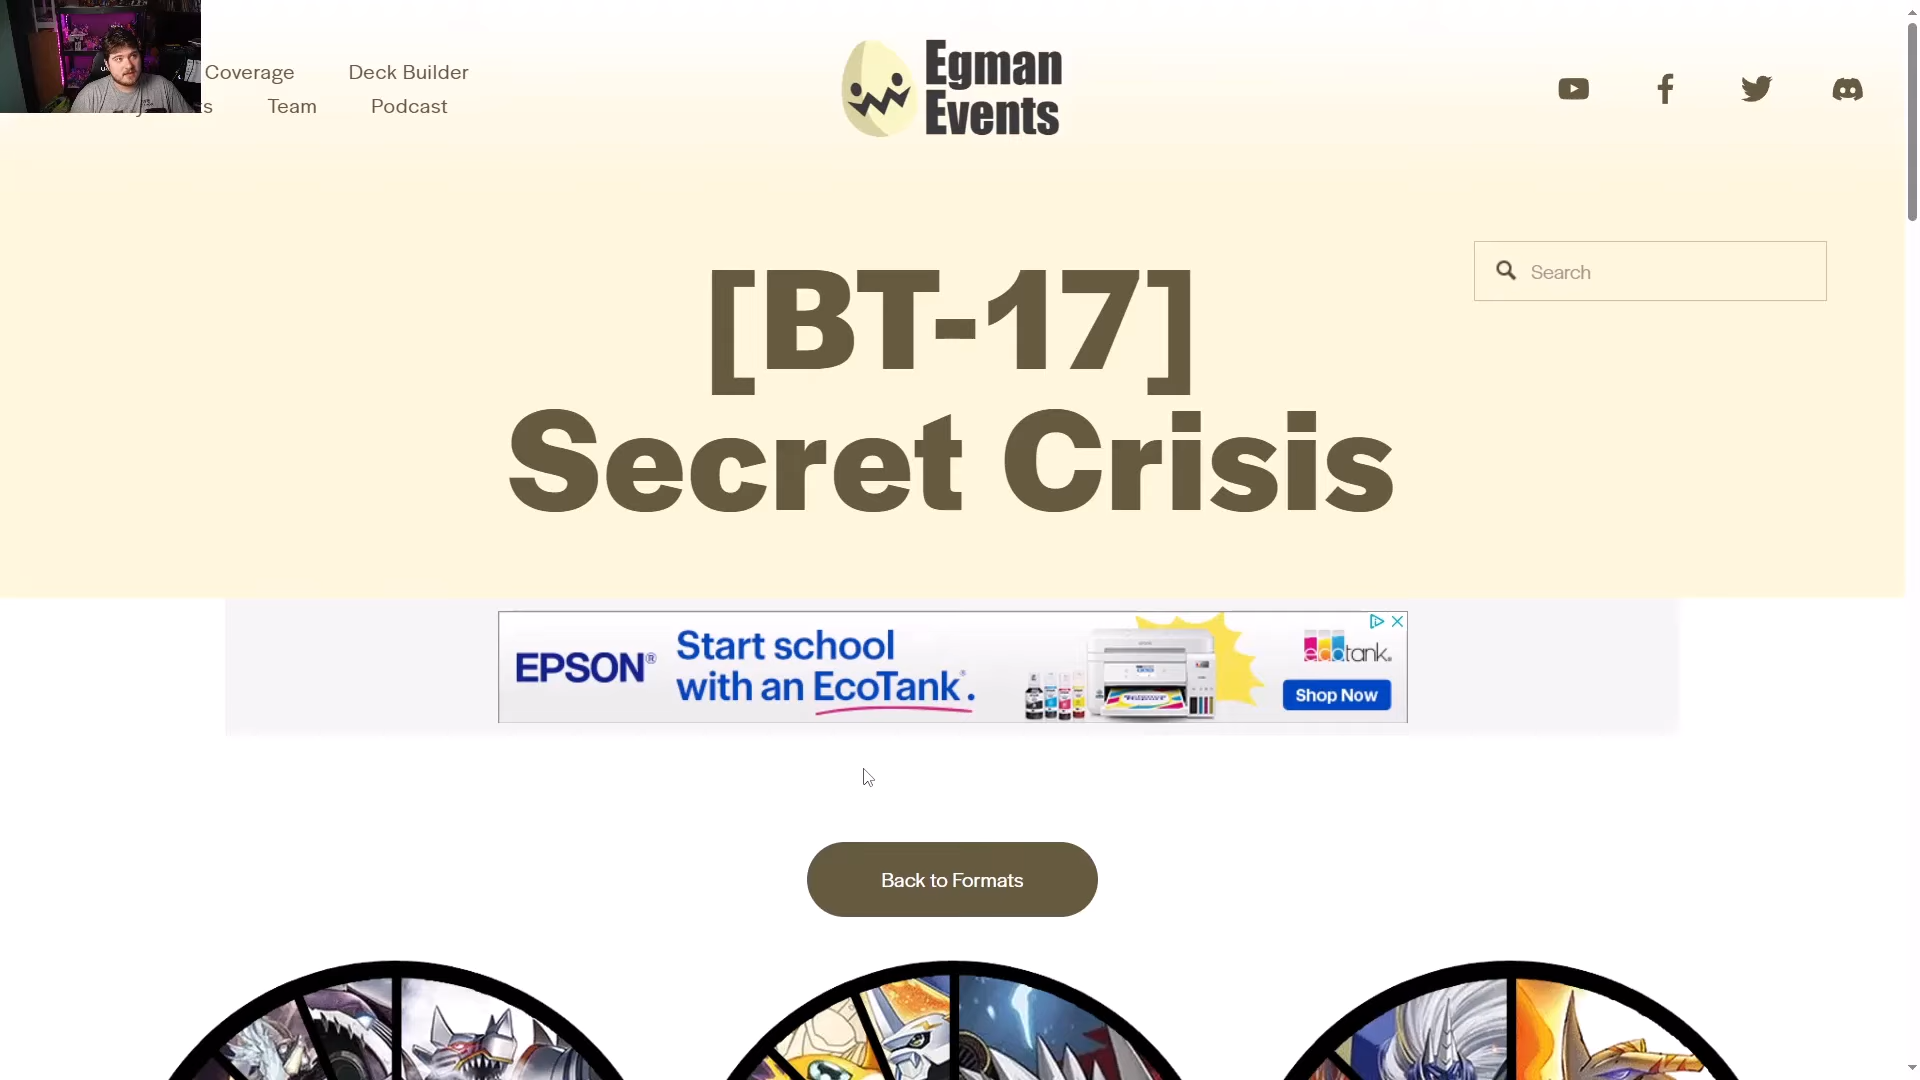 Coverage
Deck Builder
Team
Podcast
Egman
Events
Search
[BT-17]
Secret Crisis
EPSON®
Start school
with an EcoTank®.
ecotank.
Shop Now
Back to Formats